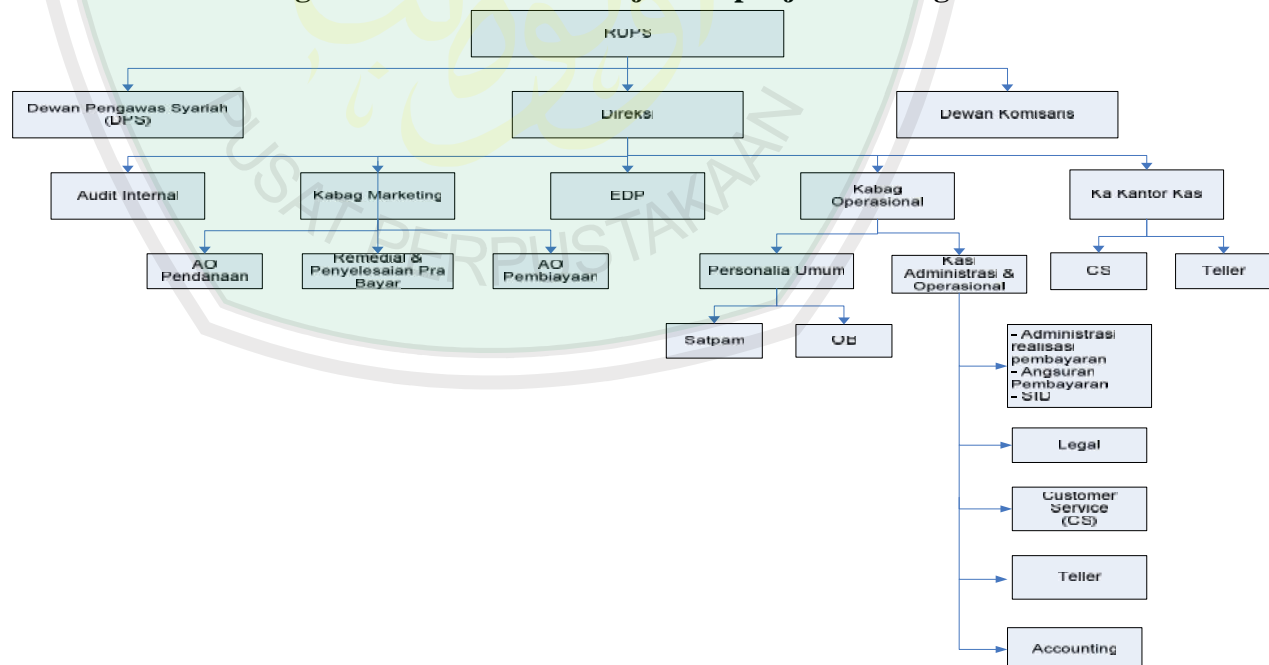 RUPS
Dewan Pengawas Syariah
(DPS)
Direksi
Dewan Komisaris
Audit Internal
Kabag Marketing
EDP
Kabag
Operasional
Ka Kantor Kas
AO
Pendanaan
Remedial &
Penyelesaian Pra
Bayar
AO
Pembiayaan
Personalia Umum
Kasi
Administrasi &
Operasional
CS
Teller
Satpam
OB
- Administrasi
realisasi
pembayaran
- Angsuran
Pembayaran
- SID
Legal
Customer
Service
(CS)
Teller
Accounting
PUSAT PERPUSTAKAAN